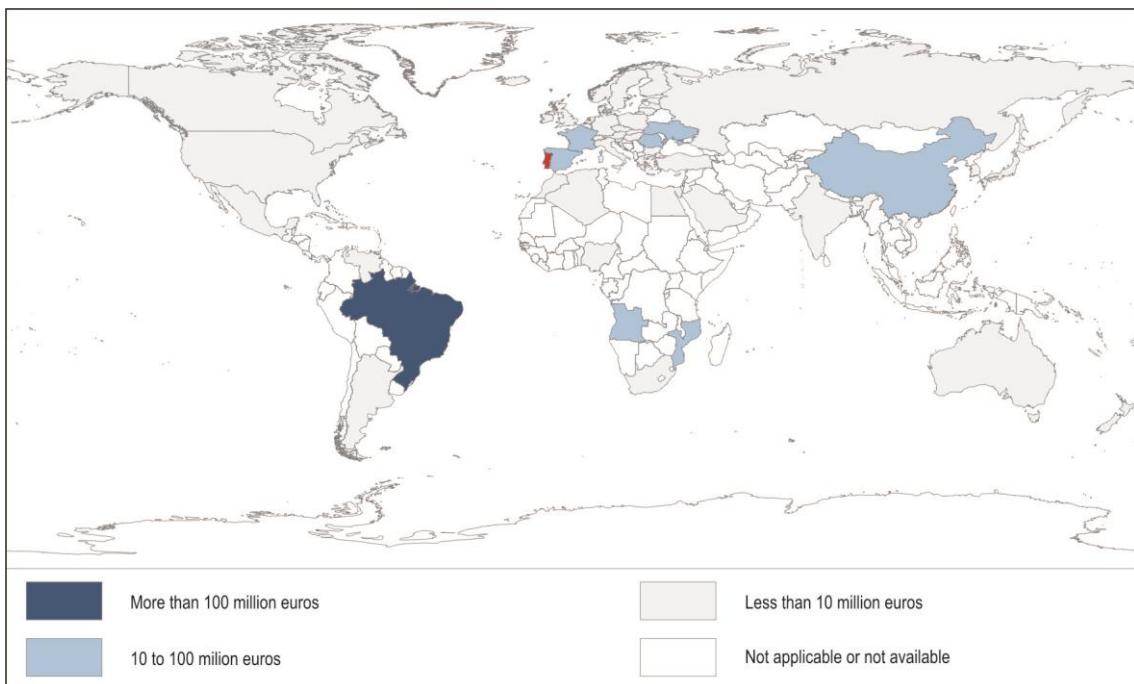 More than 100 million euros
Less than 10 million euros
10 to 100 milion euros
Not applicable or not available